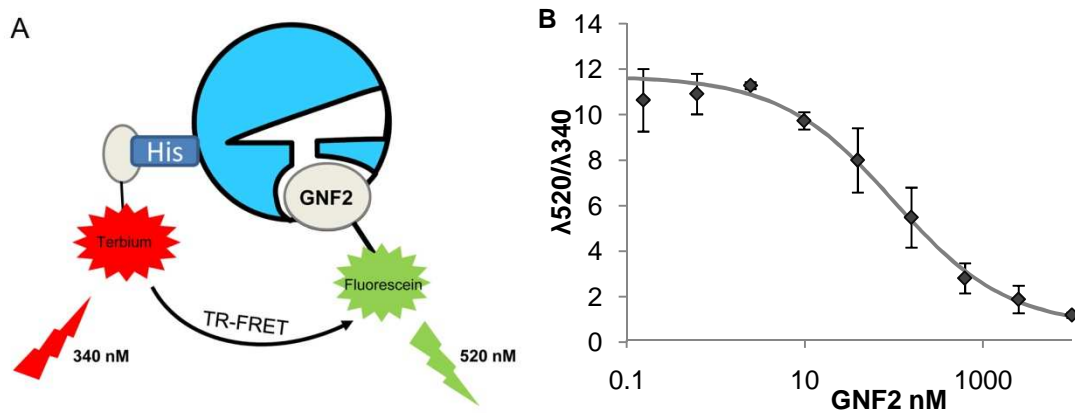 A
His
GNF2
Terbium
Fluorescein
TR-FRET
340 nM
520 nM
B
λ520/λ340
14
12
10
8
6
4
2
0
0.1
10
1000
GNF2 nM